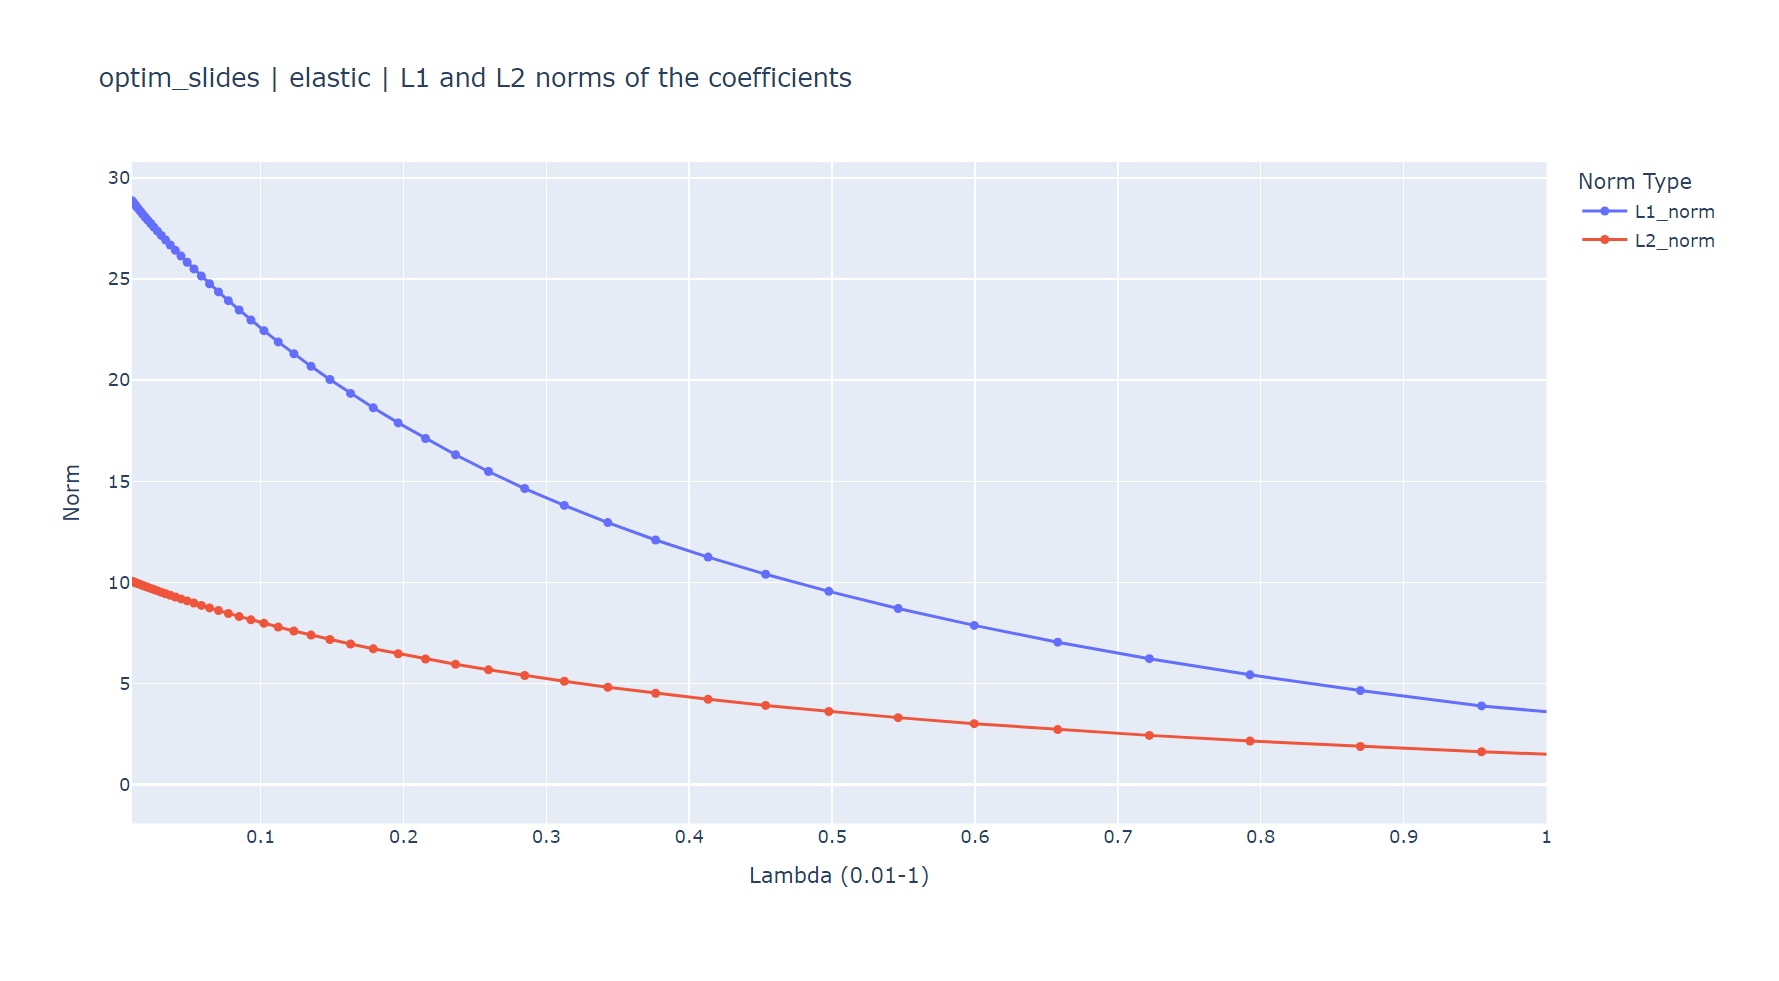 optim_slides | elastic | L1 and L2 norms of the coefficients
Norm Type
L1_norm
L2_norm
Norm
30
25
20
15
10
5
0
0.1 0.2 0.3 0.4 0.5 0.6 0.7 0.8 0.9 1
Lambda (0.01-1)